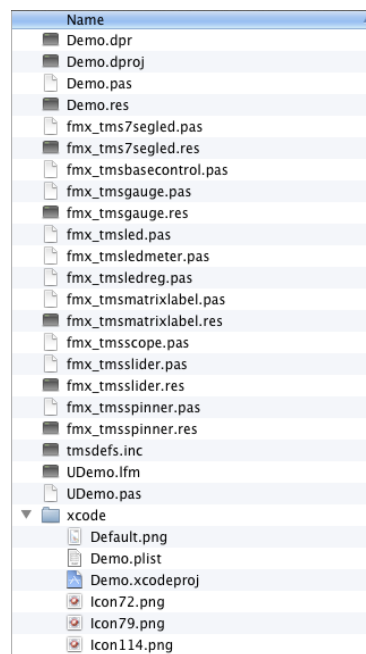 Name
Demo.dpr
Demo.dproj
Demo.pas
Demo.res
fmx_tms7segled.pas
fmx_tms7segled.res
fmx_tmsbasecontrol.pas
fmx_tmsgauge.pas
fmx_tmsgauge.res
fmx_tmsled.pas
fmx_tmsledmeter.pas
fmx_tmsledreg.pas
fmx_tmsmatrixlabel.pas
fmx_tmsmatrixlabel.res
fmx_tmsscope.pas
fmx_tmsslider.pas
fmx_tmsslider.res
fmx_tmsspinner.pas
fmx_tmsspinner.res
tmsdefs.inc
UDemo.lfm
UDemo.pas
xcode
Default.png
Demo.plist
Demo.xcodeproj
Icon72.png
Icon79.png
Icon114.png